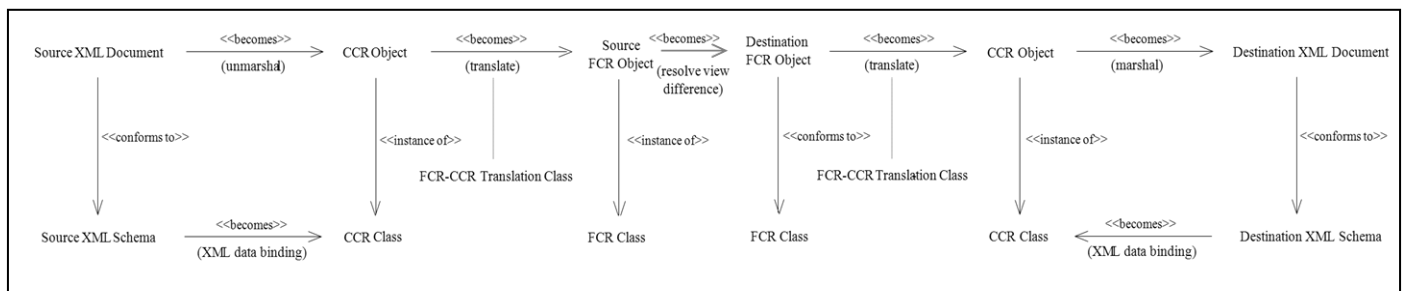 <<becomes>>
<<becomes>>
<<becomes>>
<<becomes>>
<<becomes>>
Source XML Document
CCR Object
Source
FCR Object
Destination
FCR Object
CCR Object
Destination XML Document
(unmarshal)
(translate)
(resolve view
difference)
(translate)
(marshal)
<<conforms to>>
<<instance of>>
<<instance of>>
<<conforms to>>
<<instance of>>
<<conforms to>>
FCR-CCR Translation Class
FCR-CCR Translation Class
<<becomes>>
<<becomes>>
Source XML Schema
CCR Class
FCR Class
FCR Class
CCR Class
Destination XML Schema
(XML data binding)
(XML data binding)